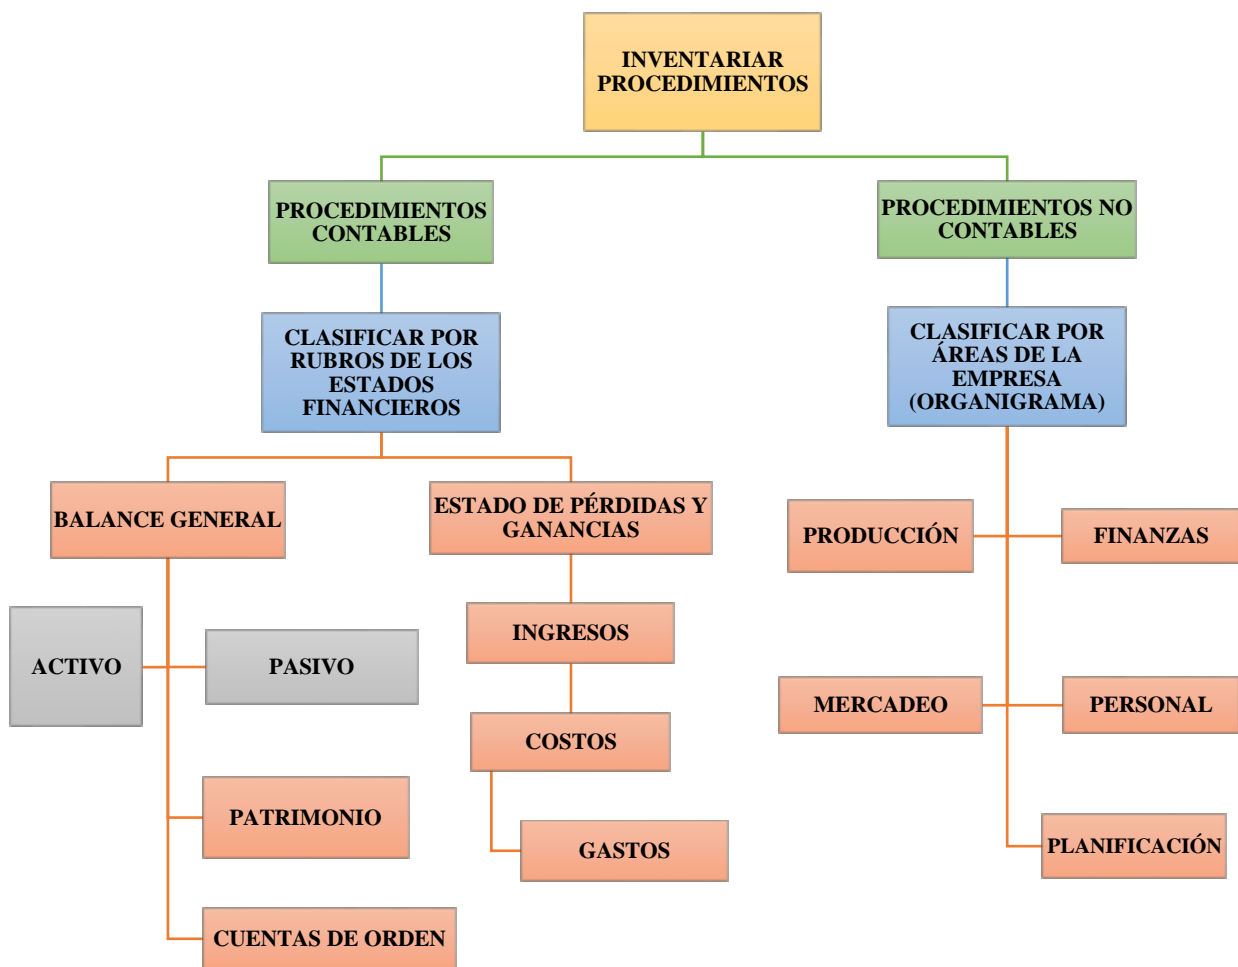 INVENTARIAR
PROCEDIMIENTOS
PROCEDIMIENTOS
CONTABLES
PROCEDIMIENTOS NO
CONTABLES
CLASIFICAR POR
RUBROS DE LOS
ESTADOS
FINANCIEROS
CLASIFICAR POR
ÁREAS DE LA
EMPRESA
(ORGANIGRAMA)
BALANCE GENERAL
ESTADO DE PÉRDIDAS Y
GANANCIAS
PRODUCCIÓN
FINANZAS
ACTIVO
PASIVO
INGRESOS
MERCADEO
PERSONAL
COSTOS
PATRIMONIO
GASTOS
PLANIFICACIÓN
CUENTAS DE ORDEN